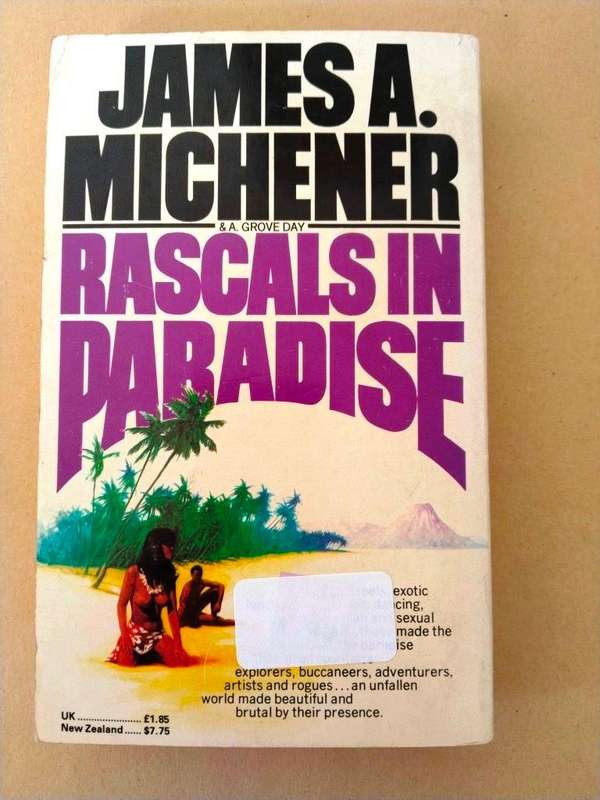 JAMES A.
MICHENER
& A. GROVE DAY
RASCALS IN
PARADISE
exotic
sexual
made the
explorers, buccaneers, adventurers,
artists and rogues...an unfallen
world made beautiful and
brutal by their presence.
UK ...................... £1.85
New Zealand ...... $7.75